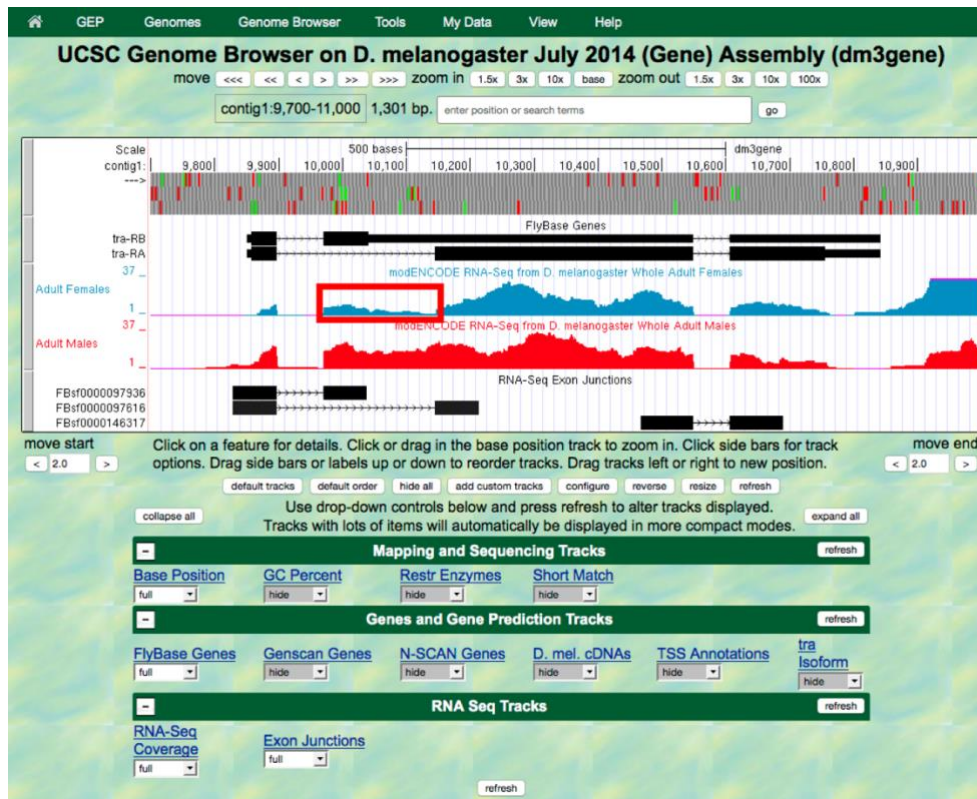 GEP Genomes Genome Browser Tools My Data View Help
UCSC Genome Browser on D. melanogaster July 2014 (Gene) Assembly (dm3gene)
move <<< << < > >> >>> zoom in 1.5x 3x 10x base zoom out 1.5x 3x 10x 100x
contig1:9,700-11,000 1,301 bp. enter position or search terms go
Scale 500 bases dm3gene
contig1: 9,800 9,900 10,000 10,100 10,200 10,300 10,400 10,500 10,600 10,700 10,800 10,900
--->
FlyBase Genes
tra-RB
tra-RA
37 _ modENCODE RNA-Seq from D. melanogaster Whole Adult Females
Adult Females
1 _
37 _ modENCODE RNA-Seq from D. melanogaster Whole Adult Males
Adult Males
1 _
RNA-Seq Exon Junctions
FBsf0000097936
FBsf0000097616
FBsf0000146317
move start Click on a feature for details. Click or drag in the base position track to zoom in. Click side bars for track move end
< 2.0 > options. Drag side bars or labels up or down to reorder tracks. Drag tracks left or right to new position. < 2.0 >
default tracks default order hide all add custom tracks configure reverse resize refresh
collapse all Use drop-down controls below and press refresh to alter tracks displayed. expand all
Tracks with lots of items will automatically be displayed in more compact modes.
- Mapping and Sequencing Tracks refresh
Base Position GC Percent Restr Enzymes Short Match
full hide hide hide
- Genes and Gene Prediction Tracks refresh
FlyBase Genes Genscan Genes N-SCAN Genes D. mel. cDNAs TSS Annotations tra Isoform
full hide hide hide hide hide
- RNA Seq Tracks refresh
RNA-Seq Coverage Exon Junctions
full full
refresh